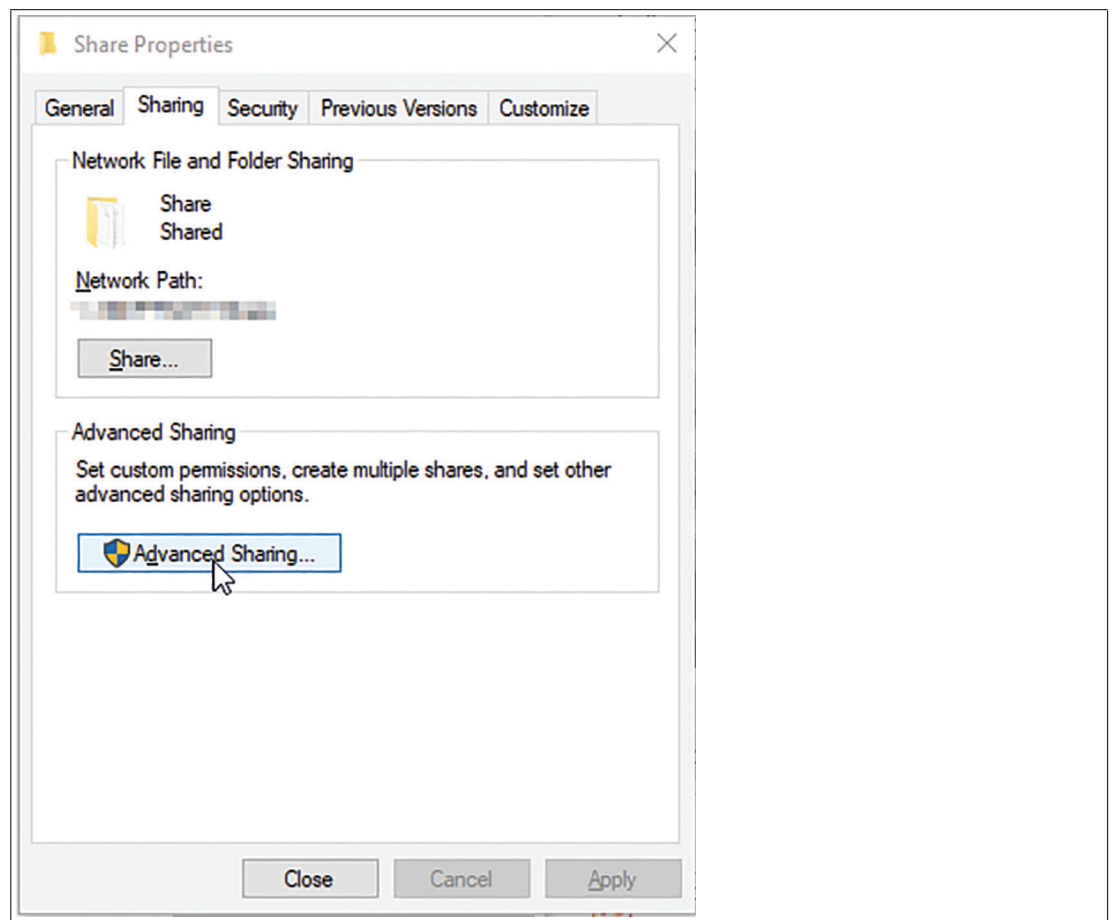 Share Properties
General Sharing Security Previous Versions Customize
Network File and Folder Sharing
Share
Shared
Network Path:
Share...
Advanced Sharing
Set custom permissions, create multiple shares, and set other
advanced sharing options.
Advanced Sharing...
Close Cancel Apply